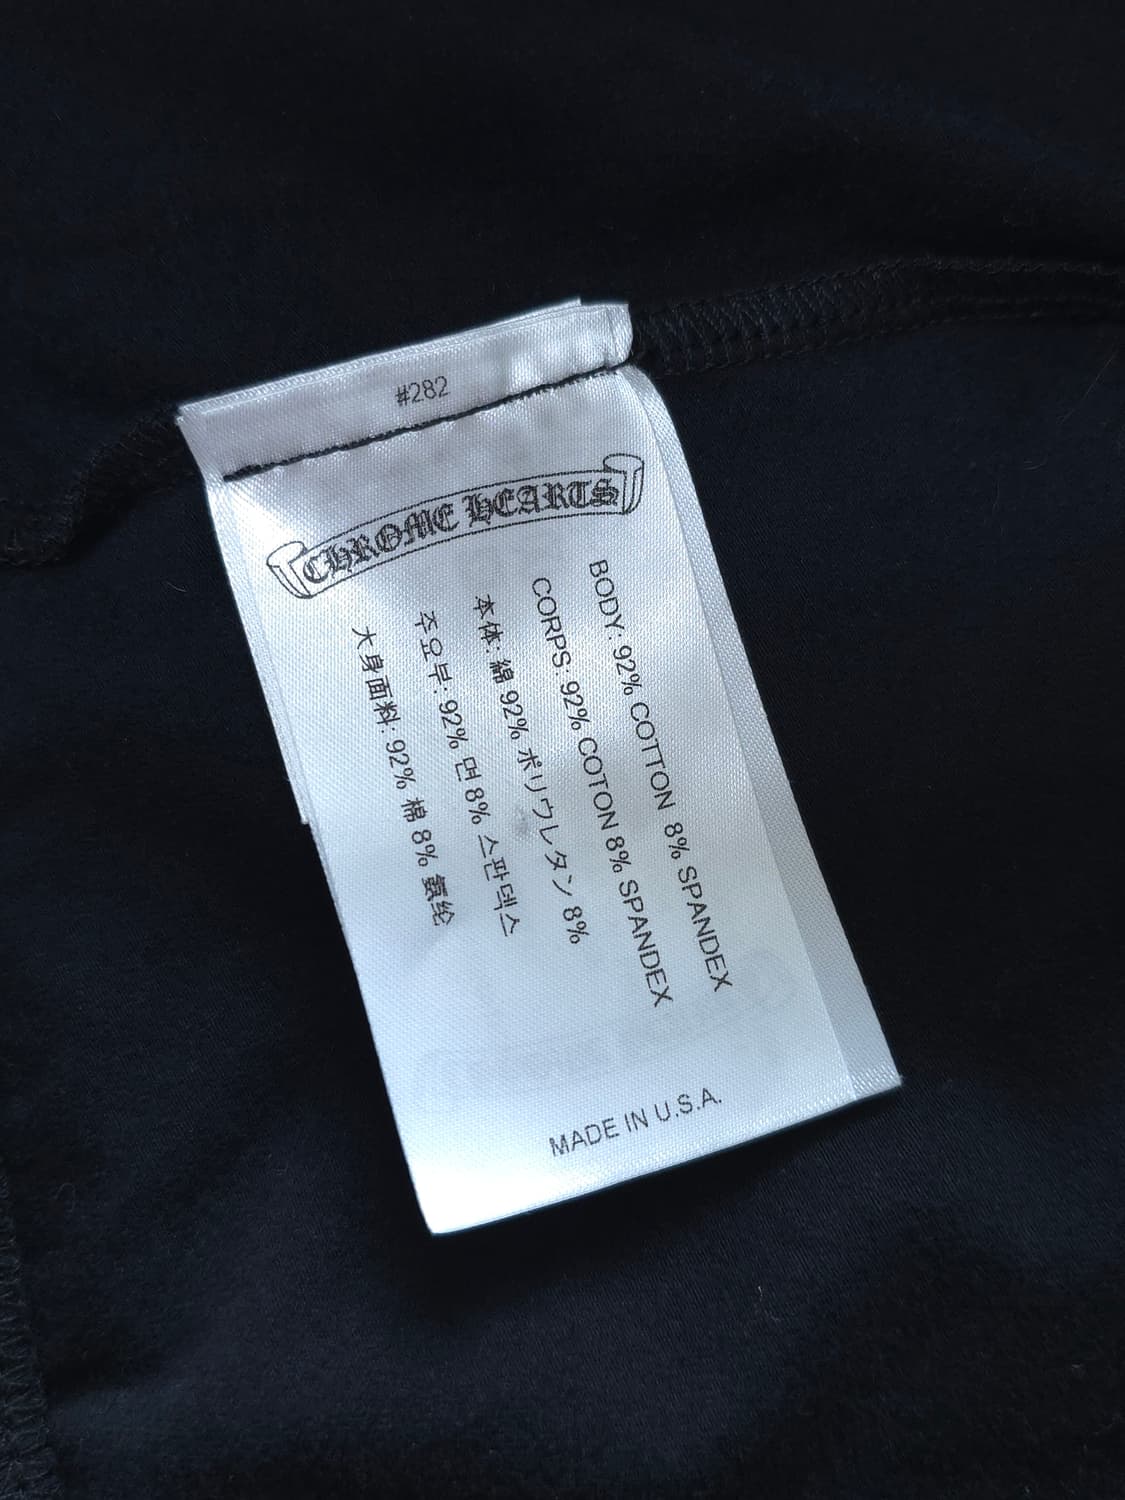 #282
CHROME HEARTS
BODY: 92% COTTON 8% SPANDEX
CORPS: 92% COTON 8% SPANDEX
本体: 綿 92% ポリウレタン 8%
주요부: 92% 면 8% 스판덱스
大身面料: 92% 棉 8% 氨纶
MADE IN U.S.A.